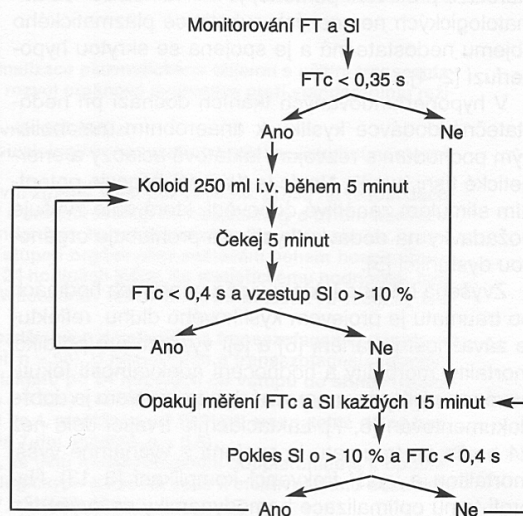 Monitorování FT a SI
FTc < 0,35 s
Ano Ne
Koloid 250 ml i.v. během 5 minut
Čekej 5 minut
FTc < 0,4 s a vzestup SI o > 10 %
Ano Ne
Opakuj měření FTc a SI každých 15 minut
Pokles SI o > 10 % a FTc < 0,4 s
Ano Ne